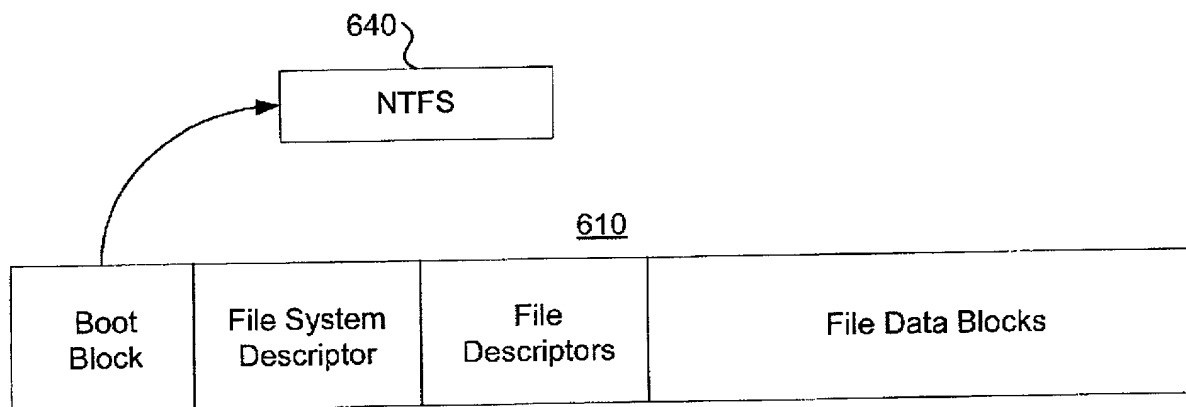 640
NTFS
610
Boot
Block
File System
Descriptor
File
Descriptors
File Data Blocks